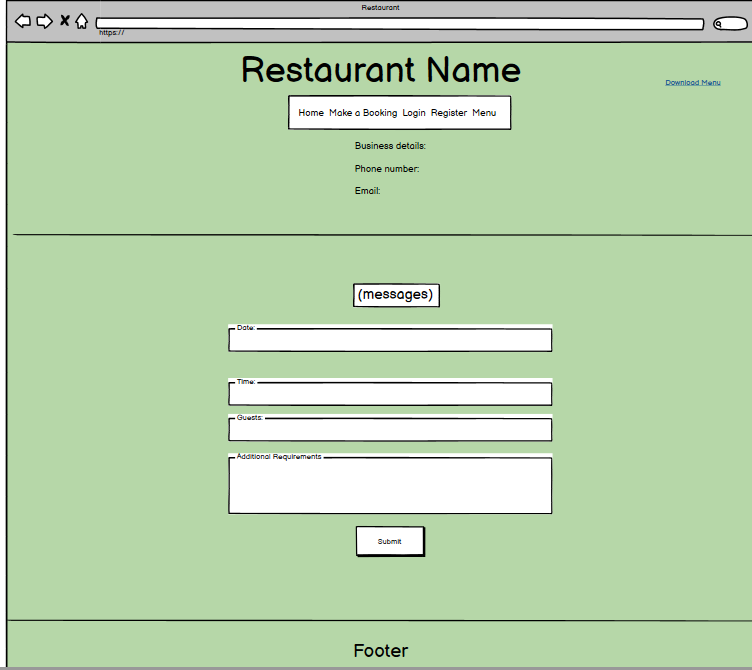 Restaurant
https://
Restaurant Name
Download Menu
Home Make a Booking Login Register Menu
Business details:
Phone number:
Email:
(messages)
Date:
Time:
Guests:
Additional Requirements
Submit
Footer